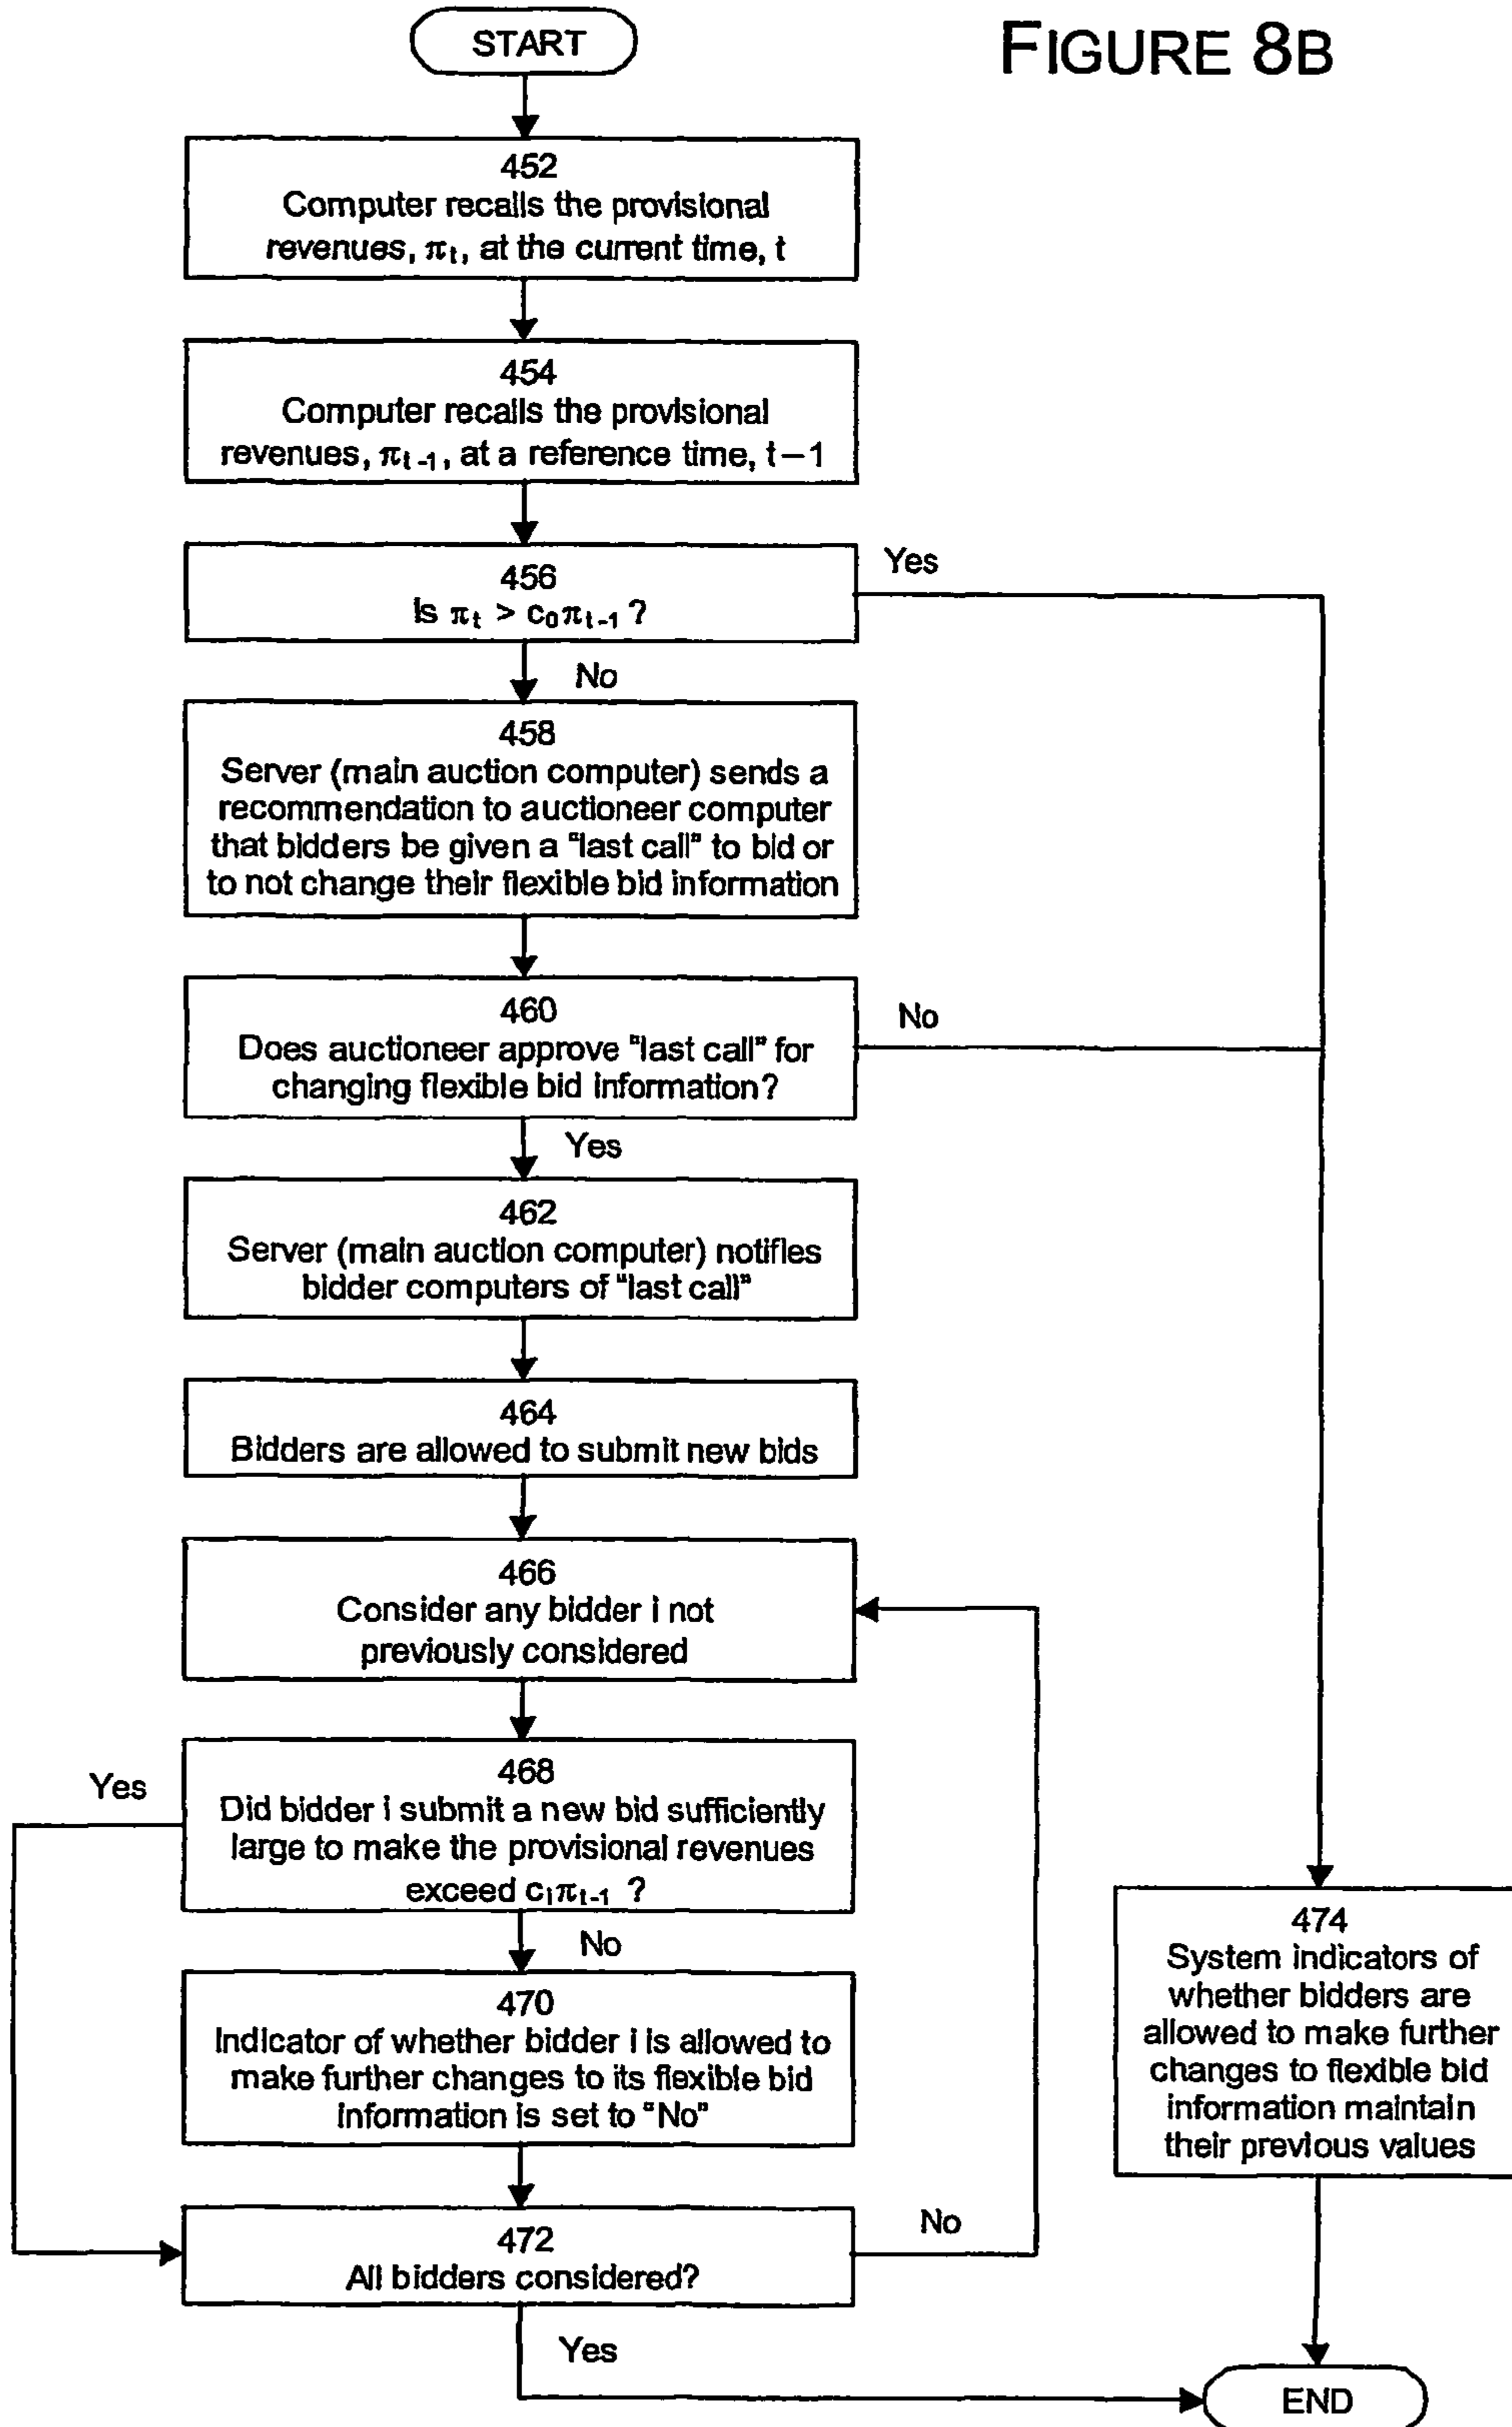 FIGURE 8B
START
452
Computer recalls the provisional
revenues, πt, at the current time, t
454
Computer recalls the provisional
revenues, πt-1, at a reference time, t−1
456
Is πt > c0πt-1 ?
Yes
No
458
Server (main auction computer) sends a
recommendation to auctioneer computer
that bidders be given a "last call" to bid or
to not change their flexible bid information
460
Does auctioneer approve "last call" for
changing flexible bid information?
No
Yes
462
Server (main auction computer) notifies
bidder computers of "last call"
464
Bidders are allowed to submit new bids
466
Consider any bidder i not
previously considered
468
Did bidder i submit a new bid sufficiently
large to make the provisional revenues
exceed ciπt-1 ?
Yes
No
470
Indicator of whether bidder i is allowed to
make further changes to its flexible bid
information is set to "No"
472
All bidders considered?
No
Yes
474
System indicators of
whether bidders are
allowed to make further
changes to flexible bid
information maintain
their previous values
END